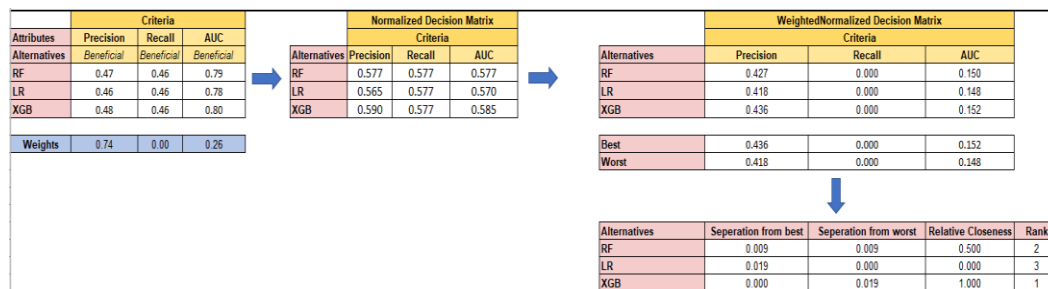 Criteria
Attributes Precision Recall AUC
Alternatives Beneficial Beneficial Beneficial
RF 0.47 0.46 0.79
LR 0.46 0.46 0.78
XGB 0.48 0.46 0.80
Weights 0.74 0.00 0.26
Normalized Decision Matrix
Criteria
Alternatives Precision Recall AUC
RF 0.577 0.577 0.577
LR 0.565 0.577 0.570
XGB 0.590 0.577 0.585
WeightedNormalized Decision Matrix
Criteria
Alternatives Precision Recall AUC
RF 0.427 0.000 0.150
LR 0.418 0.000 0.148
XGB 0.436 0.000 0.152
Best 0.436 0.000 0.152
Worst 0.418 0.000 0.148
Alternatives Seperation from best Seperation from worst Relative Closeness Rank
RF 0.009 0.009 0.500 2
LR 0.019 0.000 0.000 3
XGB 0.000 0.019 1.000 1